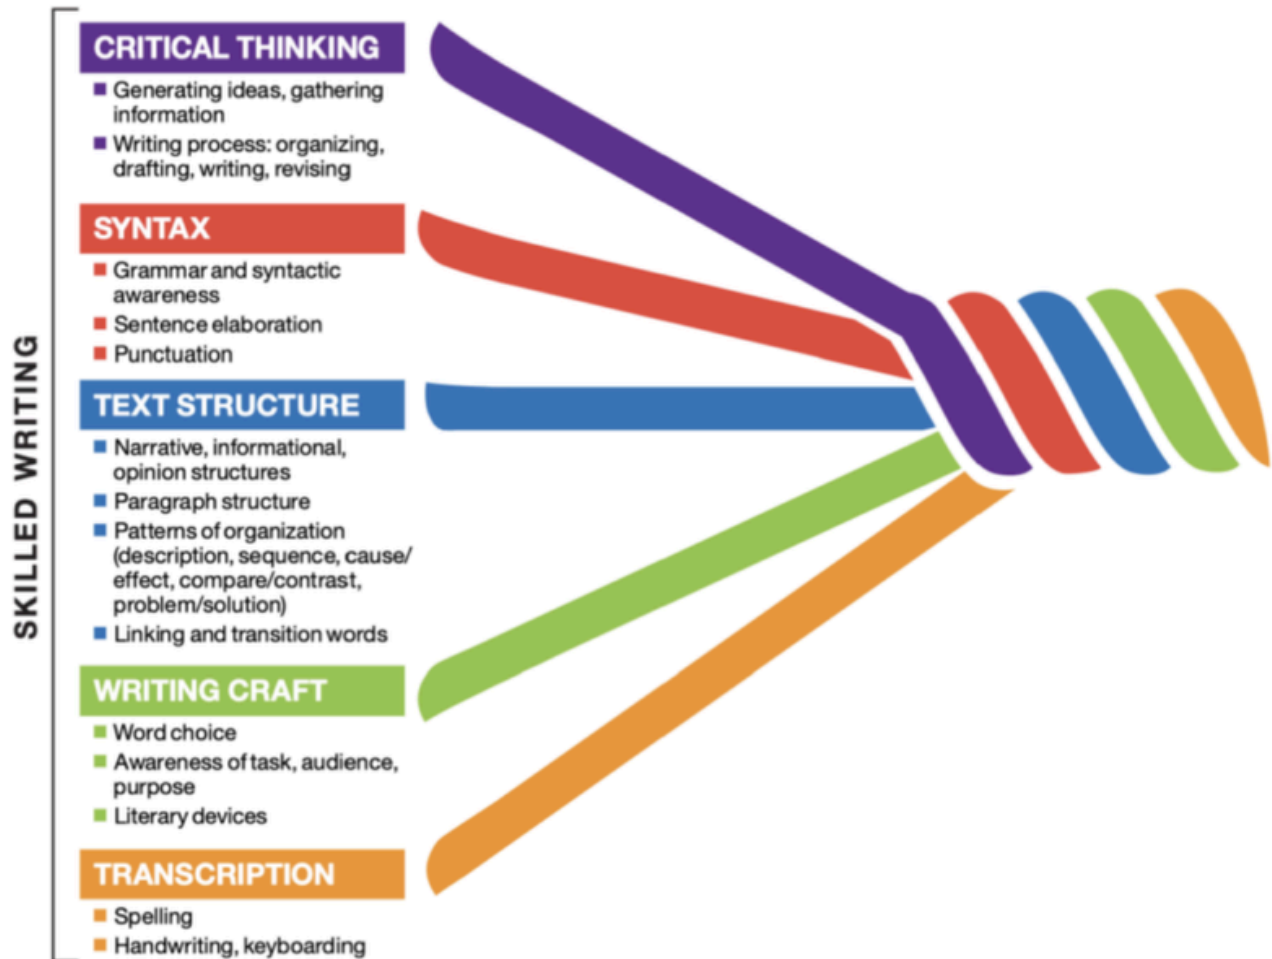 SKILLED WRITING
CRITICAL THINKING
Generating ideas, gathering
information
Writing process: organizing,
drafting, writing, revising
SYNTAX
Grammar and syntactic
awareness
Sentence elaboration
Punctuation
TEXT STRUCTURE
Narrative, informational,
opinion structures
Paragraph structure
Patterns of organization
(description, sequence, cause/
effect, compare/contrast,
problem/solution)
Linking and transition words
WRITING CRAFT
Word choice
Awareness of task, audience,
purpose
Literary devices
TRANSCRIPTION
Spelling
Handwriting, keyboarding